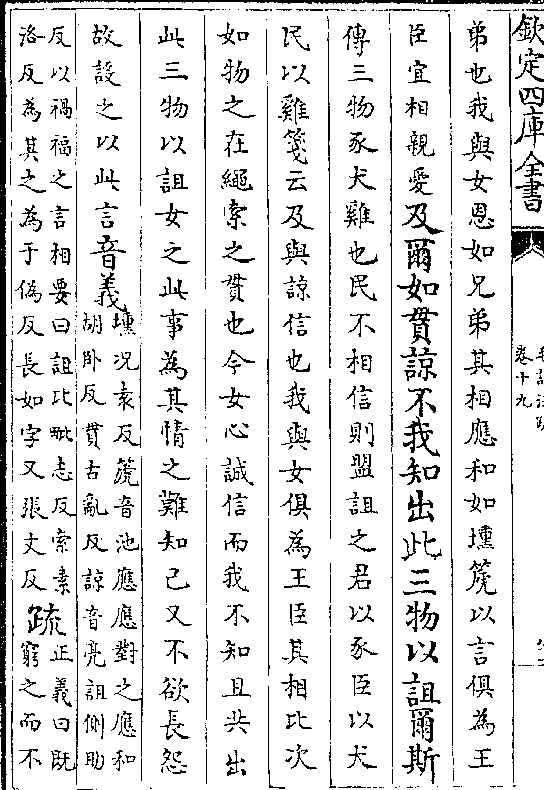 欽定四庫全書
卷十九
弟也我與女恩如兄弟其相應和如壎篪以言俱為王
臣宜相親愛及爾如貫諒不我知出此三物以詛爾斯
傳三物豕犬雞也民不相信則盟詛之君以豕臣以犬
民以雞箋云及與諒信也我與女俱為王臣其相比次
如物之在繩索之貫也今女心誠信而我不知且共出
此三物以詛女之此事為其情之難知己又不欲長怨
故設之以此言音義壎況袁反篪音池應應對之應和
胡卧反貫古亂反諒音亮詛側助
反以禍福之言相要曰詛比毗志反索素
洛反為其之為于偽反長如字又張丈反疏正義曰既
窮之而不